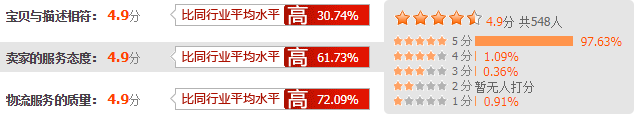 宝贝与描述相符： 4.9分 比同行业平均水平 高 30.74%
卖家的服务态度： 4.9分 比同行业平均水平 高 61.73%
物流服务的质量： 4.9分 比同行业平均水平 高 72.09%
4.9分 共548人
5分 97.63%
4分 1.09%
3分 0.36%
2分 暂无人打分
1分 0.91%